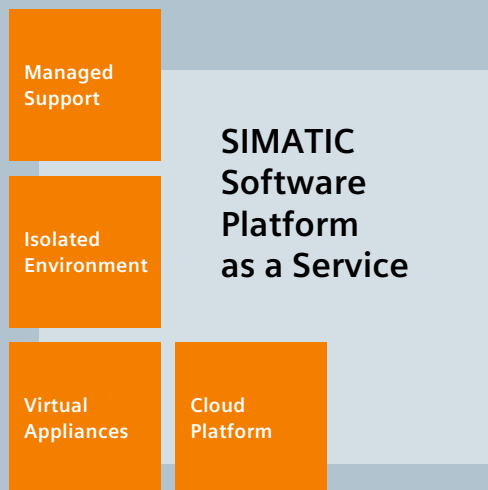 Managed
Support
SIMATIC
Software
Platform
as a Service
Isolated
Environment
Virtual
Appliances
Cloud
Platform